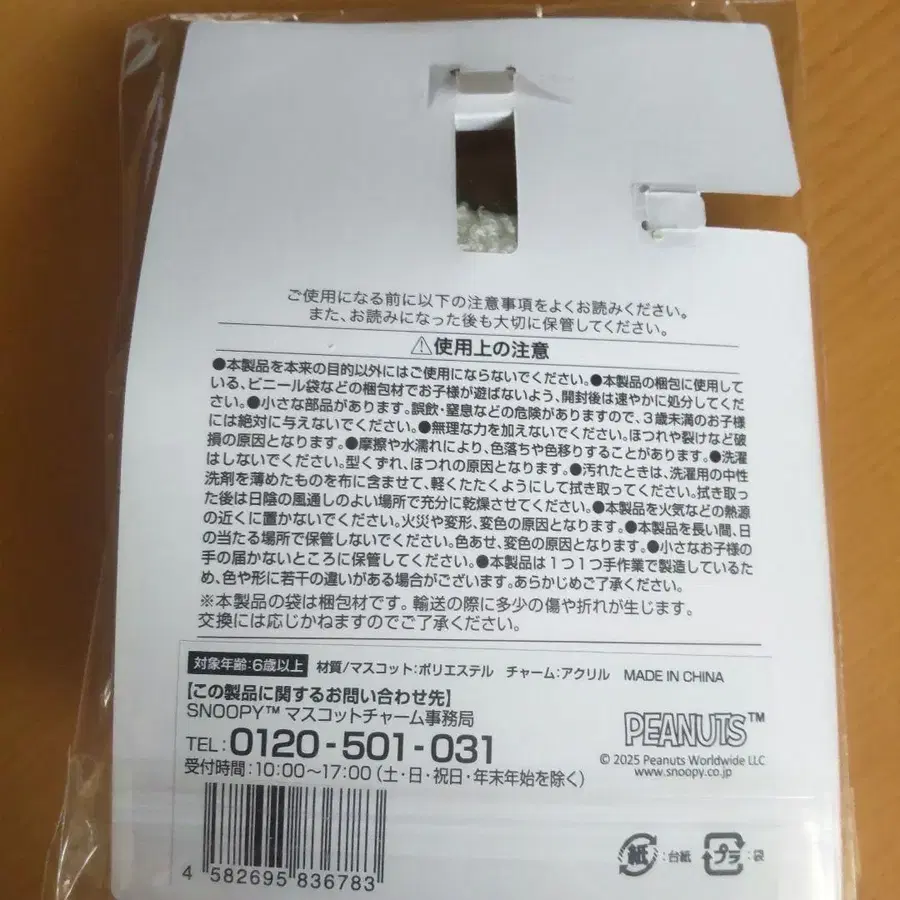 ご使用になる前に以下の注意事項をよくお読みください。
また、お読みになった後も大切に保管してください。
⚠使用上の注意
●本製品を本来の目的以外にはご使用にならないでください。●本製品の梱包に使用して
いる、ビニール袋などの梱包材でお子様が遊ばないよう、開封後は速やかに処分してくだ
さい。●小さな部品があります。誤飲・窒息などの危険がありますので、3歳未満のお子様
には絶対に与えないでください。●無理な力を加えないでください。ほつれや裂けなど破
損の原因となります。●摩擦や水濡れにより、色落ちや色移りすることがあります。●洗濯
はしないでください。型くずれ、ほつれの原因となります。●汚れたときは、洗濯用の中性
洗剤を薄めたものを布に含ませて、軽くたたくようにして拭き取ってください。拭き取っ
た後は日陰の風通しのよい場所で充分に乾燥させてください。●本製品を火気などの熱源
の近くに置かないでください。火災や変形、変色の原因となります。●本製品を長い間、日
の当たる場所で保管しないでください。色あせ、変色の原因となります。●小さなお子様の
手の届かないところに保管してください。●本製品は1つ1つ手作業で製造しているた
め、色や形に若干の違いがある場合がございます。あらかじめご了承ください。
※本製品の袋は梱包材です。輸送の際に多少の傷や折れが生じます。
交換には応じかねますのでご了承ください。
対象年齢:6歳以上 材質/マスコット:ポリエステル チャーム:アクリル MADE IN CHINA
【この製品に関するお問い合わせ先】
SNOOPY™ マスコットチャーム事務局
TEL:0120-501-031
受付時間:10:00～17:00(土・日・祝日・年末年始を除く)
PEANUTS™
© 2025 Peanuts Worldwide LLC
www.snoopy.co.jp
4 582695 836783
紙:台紙 プラ:袋